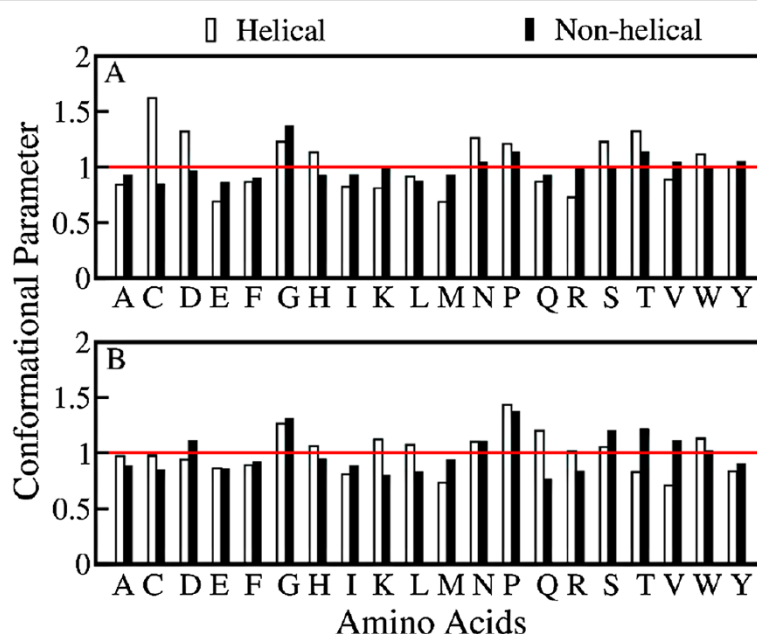 Helical Non-helical
A
2
1.5
1
0.5
0
A C D E F G H I K L M N P Q R S T V W Y
B
2
1.5
1
0.5
0
A C D E F G H I K L M N P Q R S T V W Y
Conformational Parameter
Amino Acids